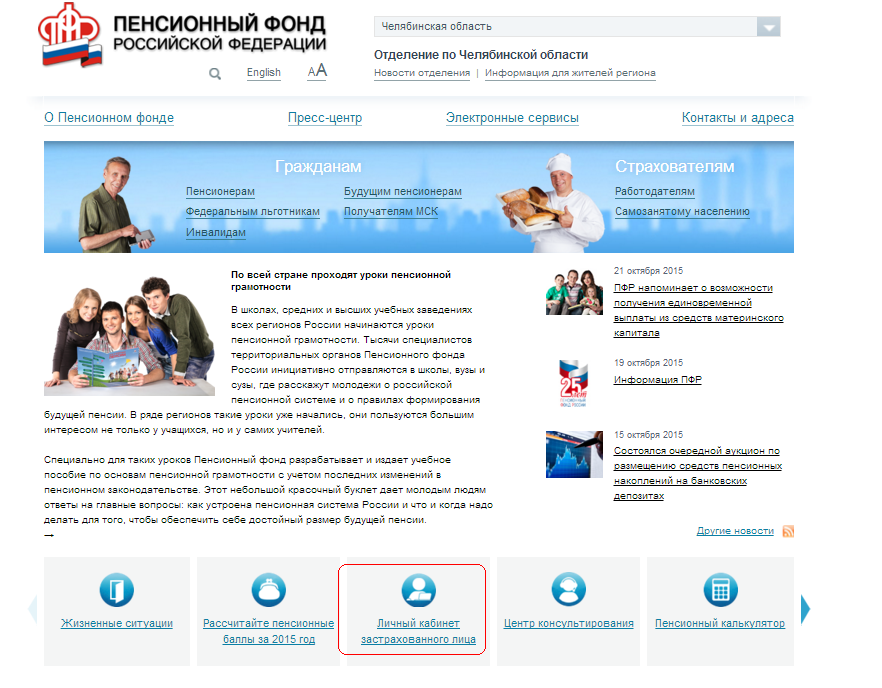 ПЕНСИОННЫЙ ФОНД
РОССИЙСКОЙ ФЕДЕРАЦИИ
English
AA
Челябинская область
Отделение по Челябинской области
Новости отделения | Информация для жителей региона
О Пенсионном фонде
Пресс-центр
Электронные сервисы
Контакты и адреса
Гражданам
Пенсионерам
Будущим пенсионерам
Федеральным льготникам
Получателям МСК
Инвалидам
Страхователям
Работодателям
Самозанятому населению
По всей стране проходят уроки пенсионной
грамотности
В школах, средних и высших учебных заведениях
всех регионов России начинаются уроки
пенсионной грамотности. Тысячи специалистов
территориальных органов Пенсионного фонда
России инициативно отправляются в школы, вузы и
сузы, где расскажут молодежи о российской
пенсионной системе и о правилах формирования
будущей пенсии. В ряде регионов такие уроки уже начались, они пользуются большим
интересом не только у учащихся, но и у самих учителей.
Специально для таких уроков Пенсионный фонд разрабатывает и издает учебное
пособие по основам пенсионной грамотности с учетом последних изменений в
пенсионном законодательстве. Этот небольшой красочный буклет дает молодым людям
ответы на главные вопросы: как устроена пенсионная система России и что и когда надо
делать для того, чтобы обеспечить себе достойный размер будущей пенсии.
→
21 октября 2015
ПФР напоминает о возможности
получения единовременной
выплаты из средств материнского
капитала
25 лет
19 октября 2015
Информация ПФР
15 октября 2015
Состоялся очередной аукцион по
размещению средств пенсионных
накоплений на банковских
депозитах
Другие новости
Жизненные ситуации
Рассчитайте пенсионные
баллы за 2015 год
Личный кабинет
застрахованного лица
Центр консультирования
Пенсионный калькулятор